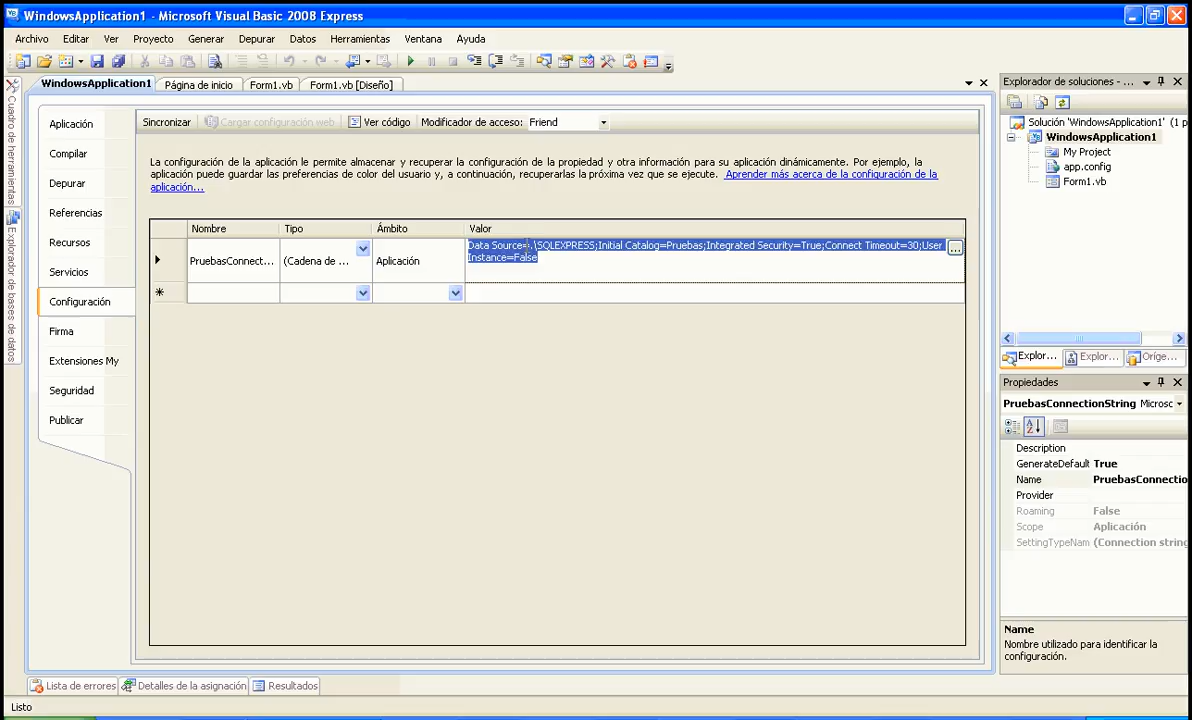 WindowsApplication1 - Microsoft Visual Basic 2008 Express
Archivo Editar Ver Proyecto Generar Depurar Datos Herramientas Ventana Ayuda
WindowsApplication1 Página de inicio Form1.vb Form1.vb [Diseño]
Cuadro de herramientas
Explorador de bases de datos
Aplicación
Compilar
Depurar
Referencias
Recursos
Servicios
Configuración
Firma
Extensiones My
Seguridad
Publicar
Sincronizar Cargar configuración web Ver código Modificador de acceso: Friend
La configuración de la aplicación le permite almacenar y recuperar la configuración de la propiedad y otra información para su aplicación dinámicamente. Por ejemplo, la
aplicación puede guardar las preferencias de color del usuario y, a continuación, recuperarlas la próxima vez que se ejecute. Aprender más acerca de la configuración de la
aplicación...
Nombre Tipo Ámbito Valor
PruebasConnect... (Cadena de ... Aplicación
Data Source=.\SQLEXPRESS;Initial Catalog=Pruebas;Integrated Security=True;Connect Timeout=30;User
Instance=False
...
*
Explorador de soluciones - ...
Solución 'WindowsApplication1' (1 p
WindowsApplication1
My Project
app.config
Form1.vb
Explor... Explor... Oríge...
Propiedades
PruebasConnectionString Microsc
Description
GenerateDefault True
Name PruebasConnectio
Provider
Roaming False
Scope Aplicación
SettingTypeNam (Connection string
Name
Nombre utilizado para identificar la
configuración.
Lista de errores Detalles de la asignación Resultados
Listo